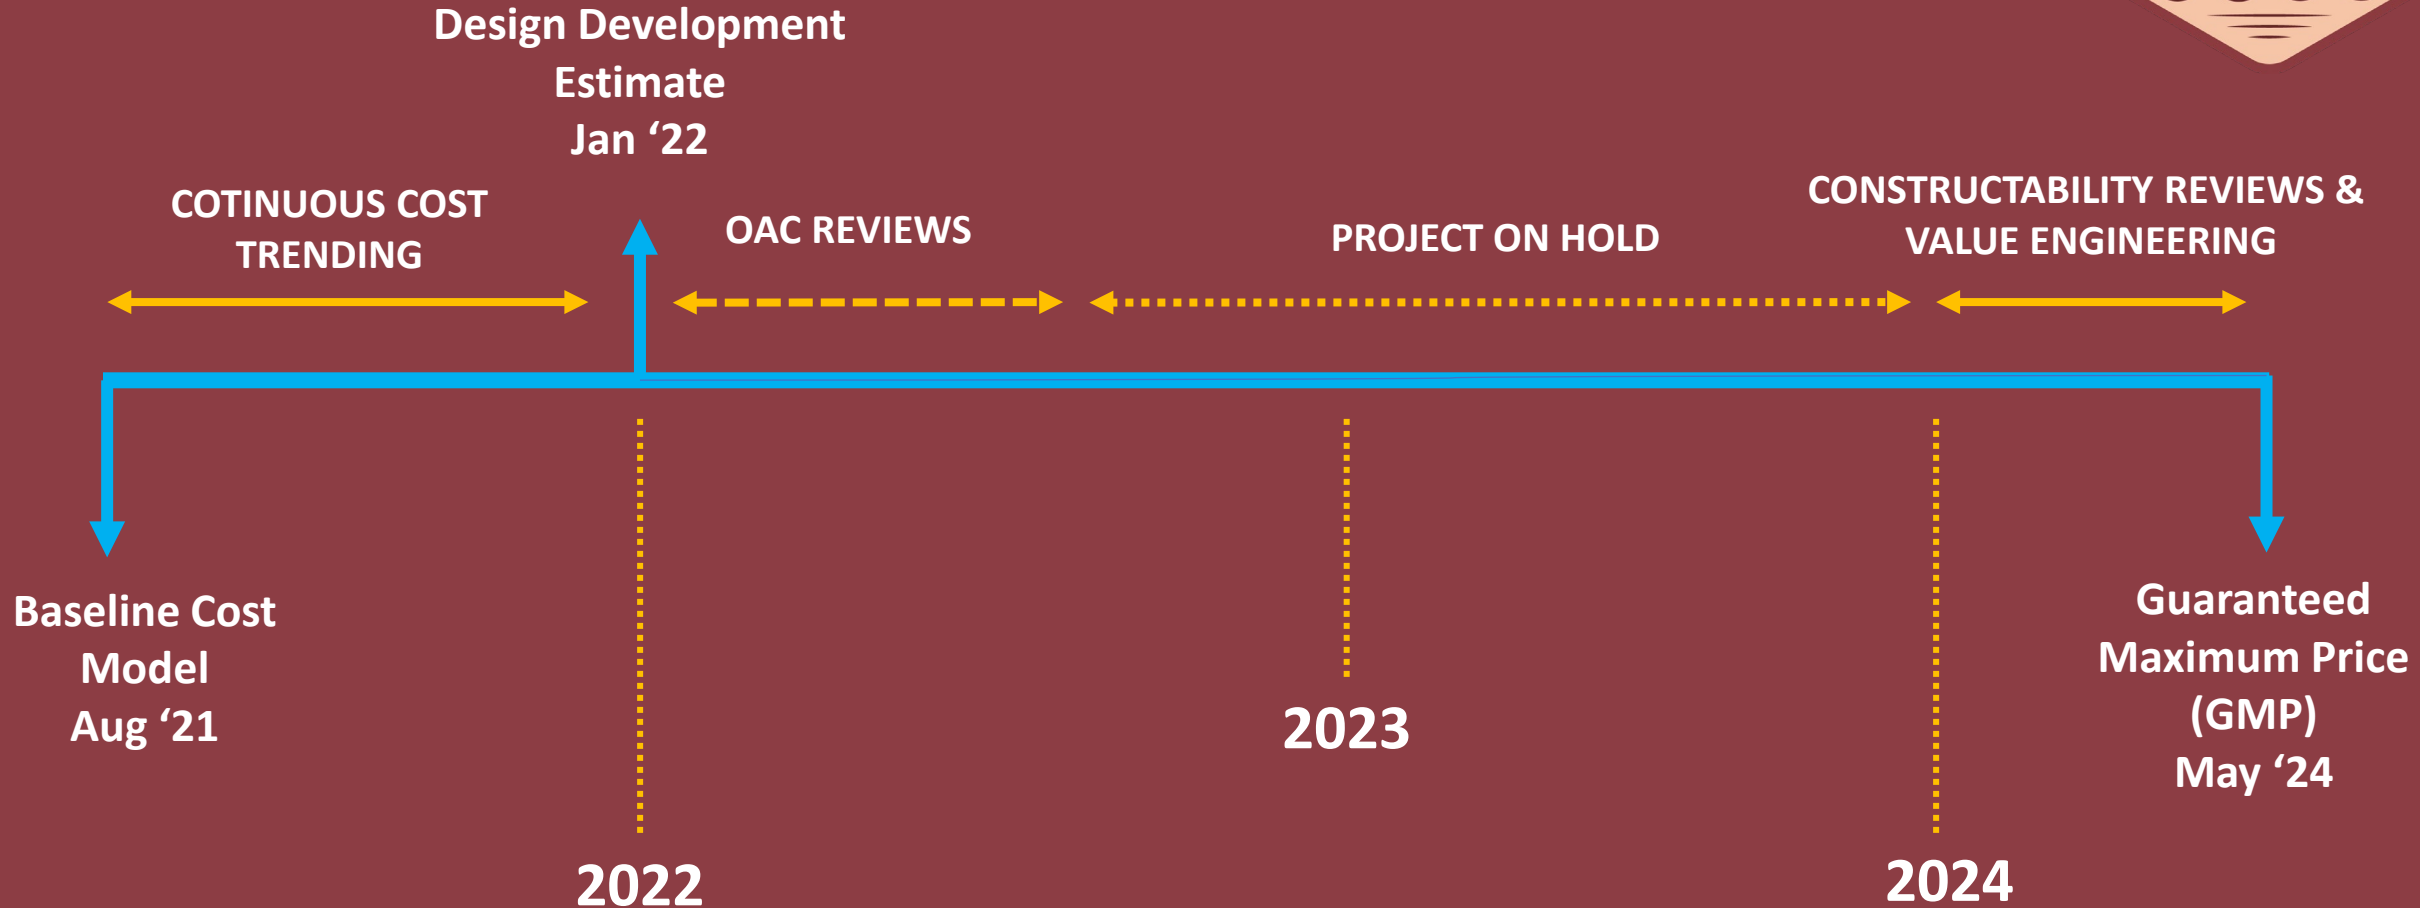 Design Development
Estimate
Jan ‘22
COTINUOUS COST
TRENDING
OAC REVIEWS
PROJECT ON HOLD
CONSTRUCTABILITY REVIEWS &
VALUE ENGINEERING
Baseline Cost
Model
Aug ‘21
2022
2023
2024
Guaranteed
Maximum Price
(GMP)
May ‘24